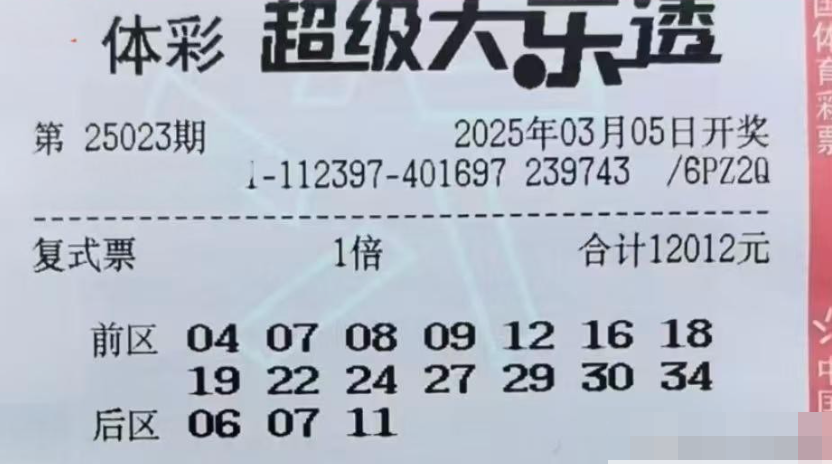 体彩 超级大乐透
第 25023期 2025年03月05日开奖
1-112397-401697 239743 /6PZ2Q
复式票 1倍 合计12012元
前区 04 07 08 09 12 16 18
19 22 24 27 29 30 34
后区 06 07 11
国体育彩票
中国